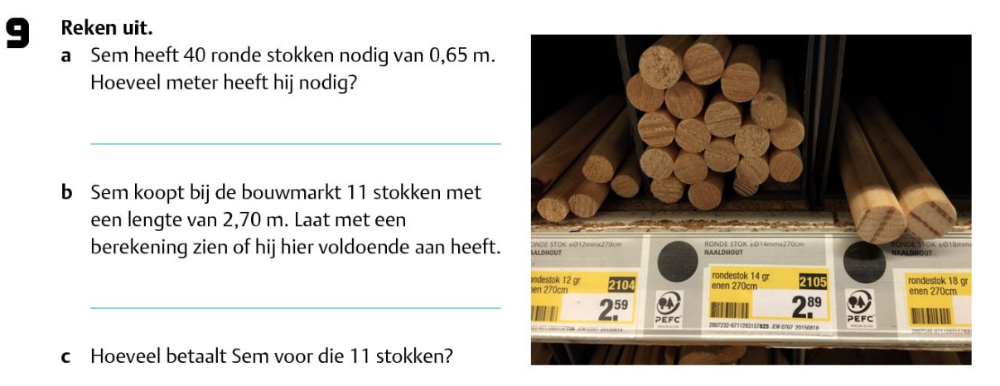 9
Reken uit.
a Sem heeft 40 ronde stokken nodig van 0,65 m.
Hoeveel meter heeft hij nodig?
b Sem koopt bij de bouwmarkt 11 stokken met
een lengte van 2,70 m. Laat met een
berekening zien of hij hier voldoende aan heeft.
c Hoeveel betaalt Sem voor die 11 stokken?
ONDE STOK ±Ø12mmx270cm
AALDHOUT
ndestok 12 gr
nen 270cm
2104
2.59
PEFC
RONDE STOK ±Ø14mmx270cm
NAALDHOUT
rondestok 14 gr
enen 270cm
2105
2.89
2807232-8711283157825 JEW 0767 20150818
PEFC
RONDE STOK ±Ø18mm
NAALDHOUT
rondestok 18 gr
enen 270cm